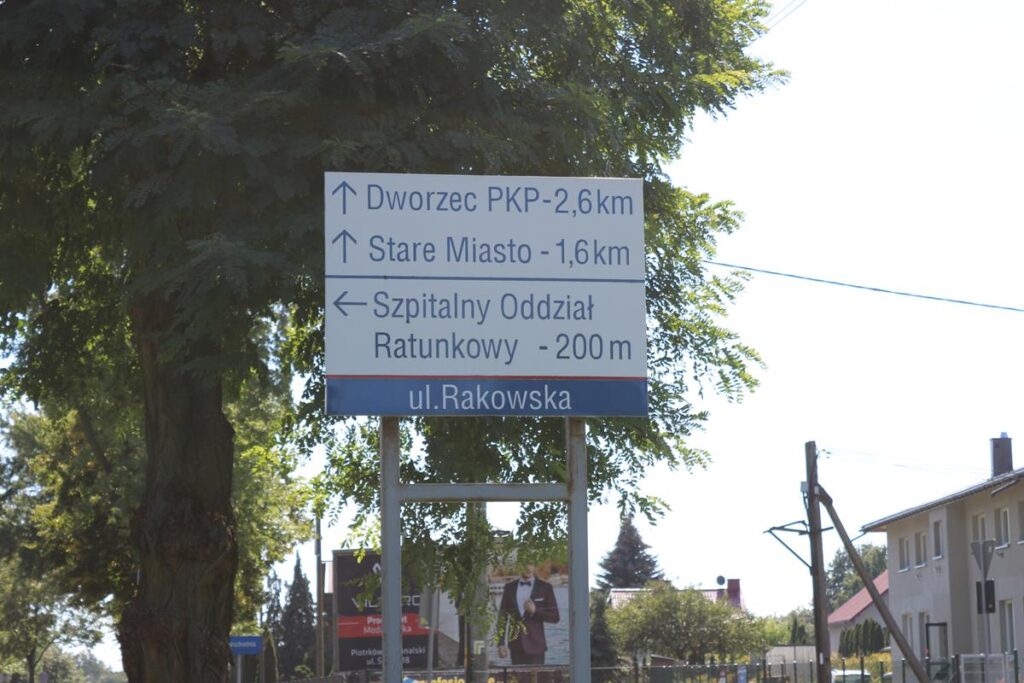 ↑ Dworzec PKP-2,6km
↑ Stare Miasto - 1,6km
← Szpitalny Oddział
Ratunkowy - 200m
ul.Rakowska